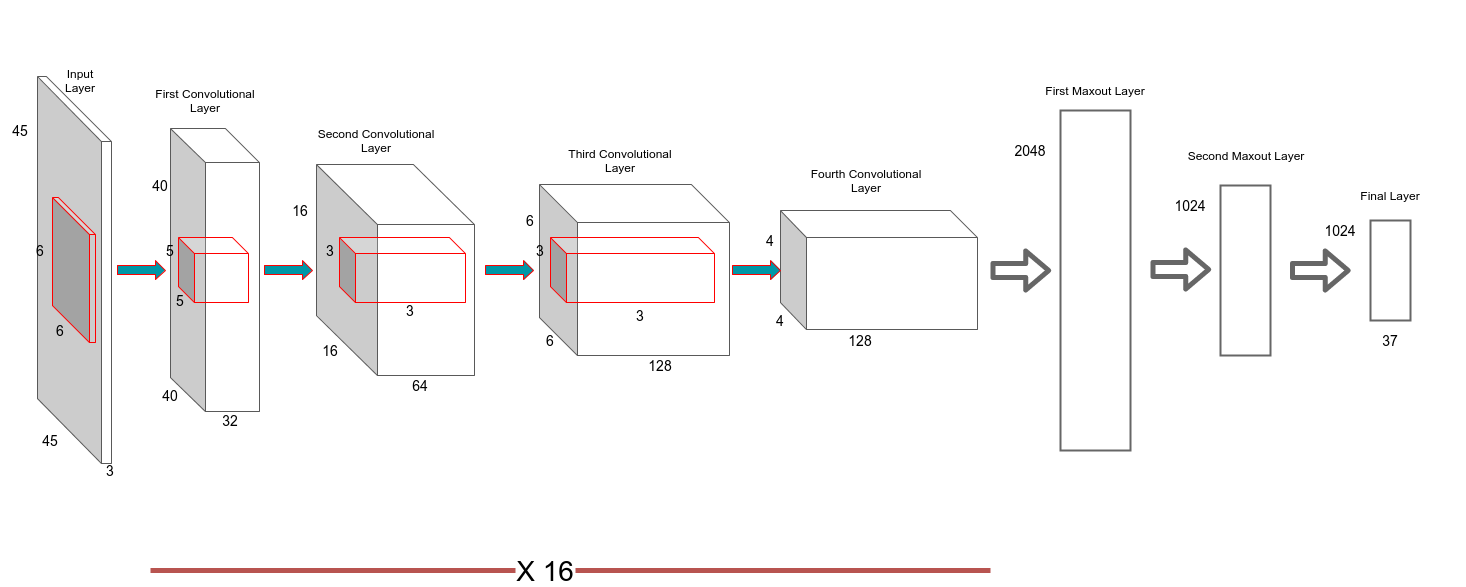 Input
Layer
45
6
6
45
3
First Convolutional
Layer
40
5
5
40
32
Second Convolutional
Layer
16
3
3
16
64
Third Convolutional
Layer
6
3
3
6
128
Fourth Convolutional
Layer
4
4
128
First Maxout Layer
2048
Second Maxout Layer
1024
Final Layer
1024
37
X 16